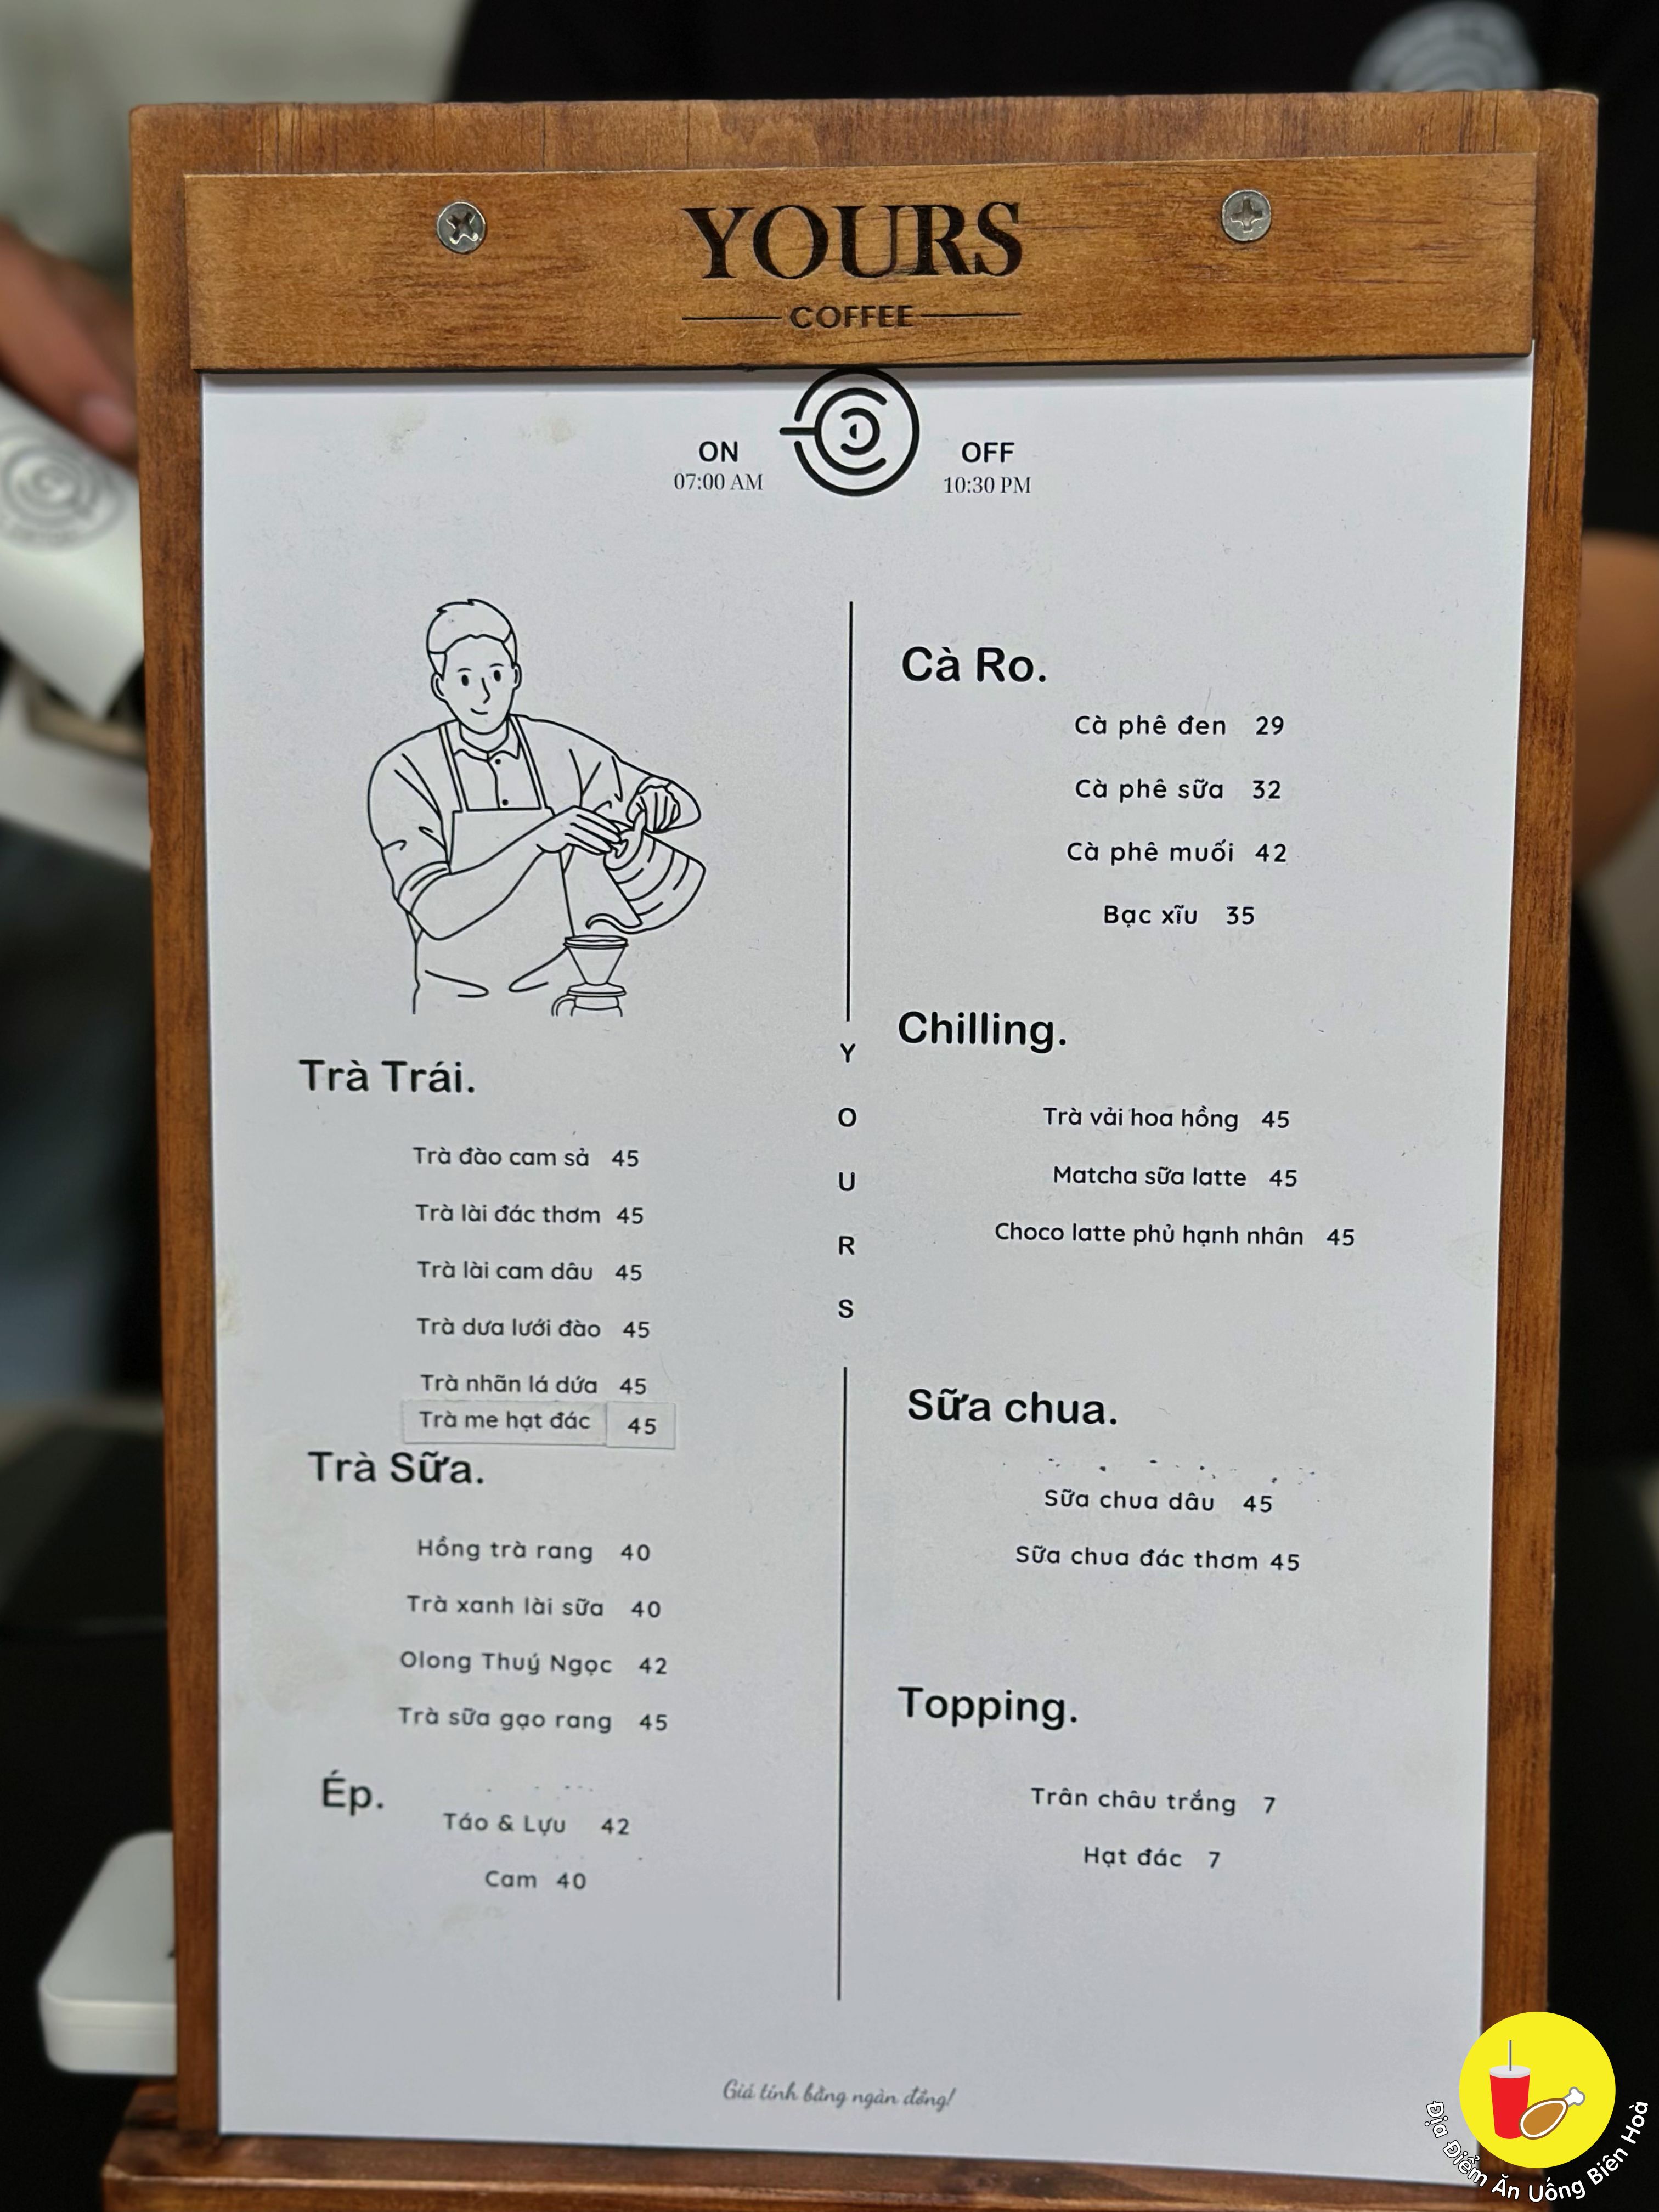 YOURS
COFFEE
ON
07:00 AM
OFF
10:30 PM
Trà Trái.
Trà đào cam sả 45
Trà lài đác thơm 45
Trà lài cam dâu 45
Trà dưa lưới đào 45
Trà nhãn lá dứa 45
Trà me hạt đác 45
Trà Sữa.
Hồng trà rang 40
Trà xanh lài sữa 40
Olong Thuý Ngọc 42
Trà sữa gạo rang 45
Ép.
Táo & Lựu 42
Cam 40
Y
O
U
R
S
Cà Ro.
Cà phê đen 29
Cà phê sữa 32
Cà phê muối 42
Bạc xĩu 35
Chilling.
Trà vải hoa hồng 45
Matcha sữa latte 45
Choco latte phủ hạnh nhân 45
Sữa chua.
Sữa chua dâu 45
Sữa chua đác thơm 45
Topping.
Trân châu trắng 7
Hạt đác 7
Giá tính bằng ngàn đồng!
Địa Điểm Ăn Uống Biên Hoà